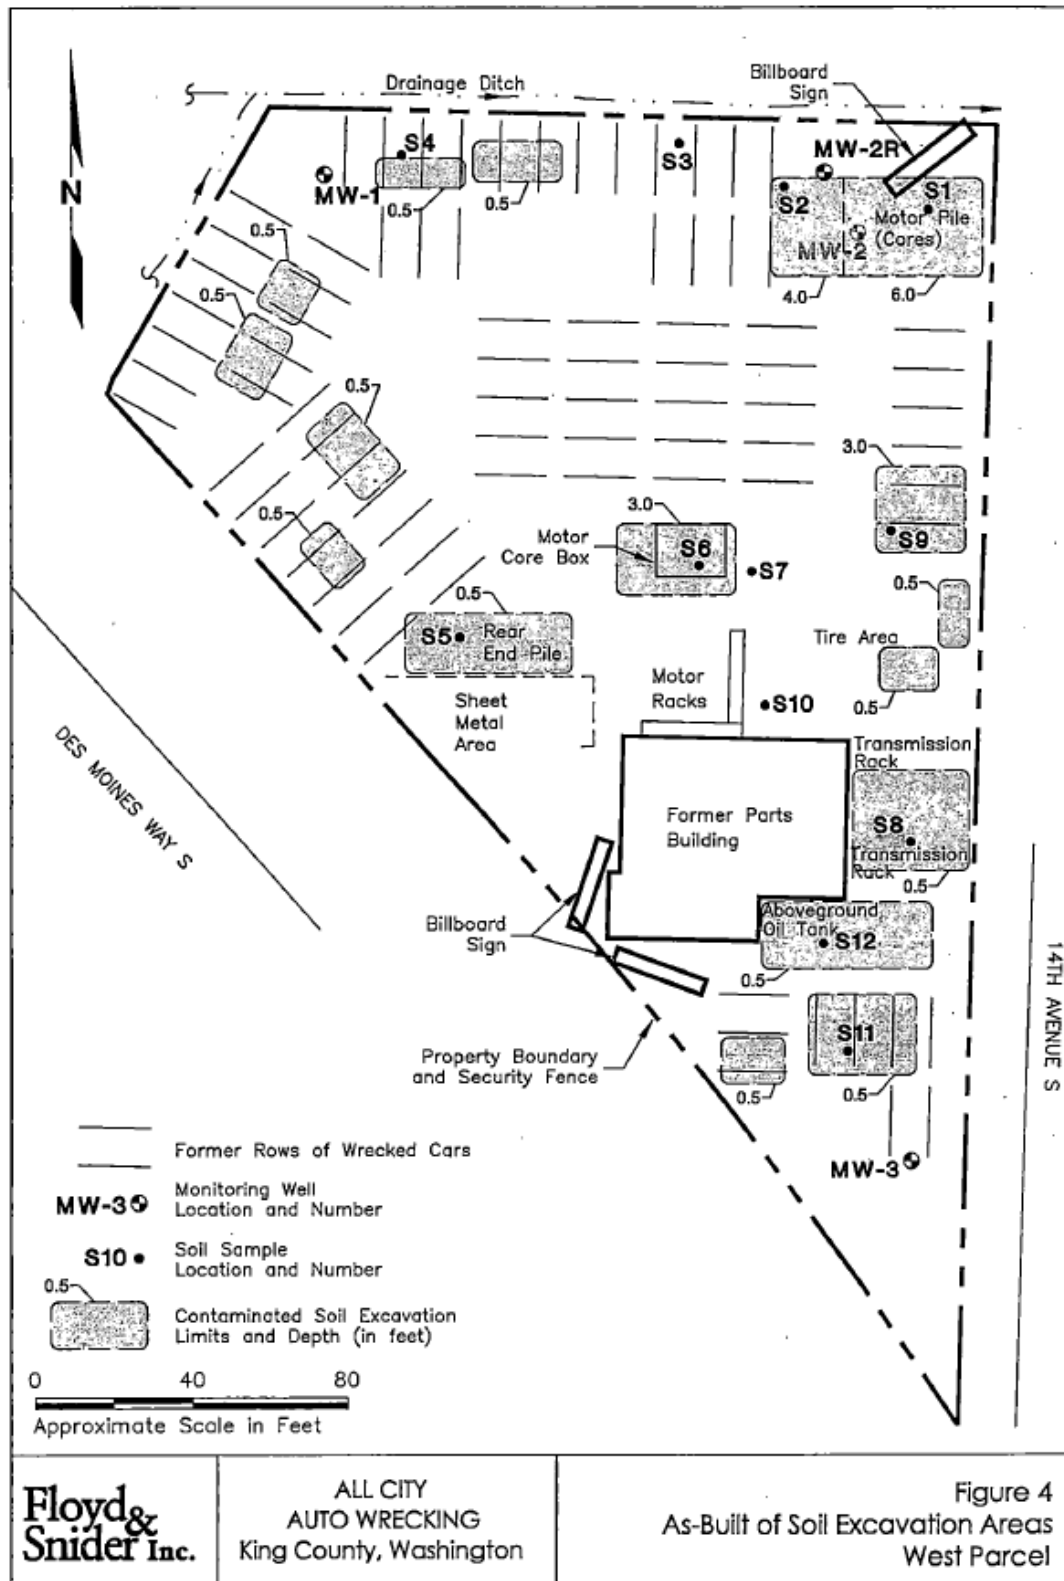 Drainage Ditch
Billboard
Sign
N
S4
S3
MW-2R
MW-1
0.5
0.5
S2
S1
Motor Pile
(Cores)
MW-2
4.0
6.0
0.5
0.5
0.5
3.0
0.5
3.0
Motor
Core Box
S6
S7
S9
0.5
0.5
S5
Rear
End Pile
Tire Area
0.5
Sheet
Metal
Area
Motor
Racks
S10
DES MOINES WAY S
Transmission
Rack
Former Parts
Building
S8
Transmission
Rack
0.5
Aboveground
Oil Tank
S12
Billboard
Sign
0.5
14TH AVENUE S
S11
Property Boundary
and Security Fence
0.5
0.5
MW-3
Former Rows of Wrecked Cars
MW-3
Monitoring Well
Location and Number
S10
Soil Sample
Location and Number
0.5
Contaminated Soil Excavation
Limits and Depth (in feet)
0 40 80
Approximate Scale in Feet
Floyd&
Snider Inc.
ALL CITY
AUTO WRECKING
King County, Washington
Figure 4
As-Built of Soil Excavation Areas
West Parcel